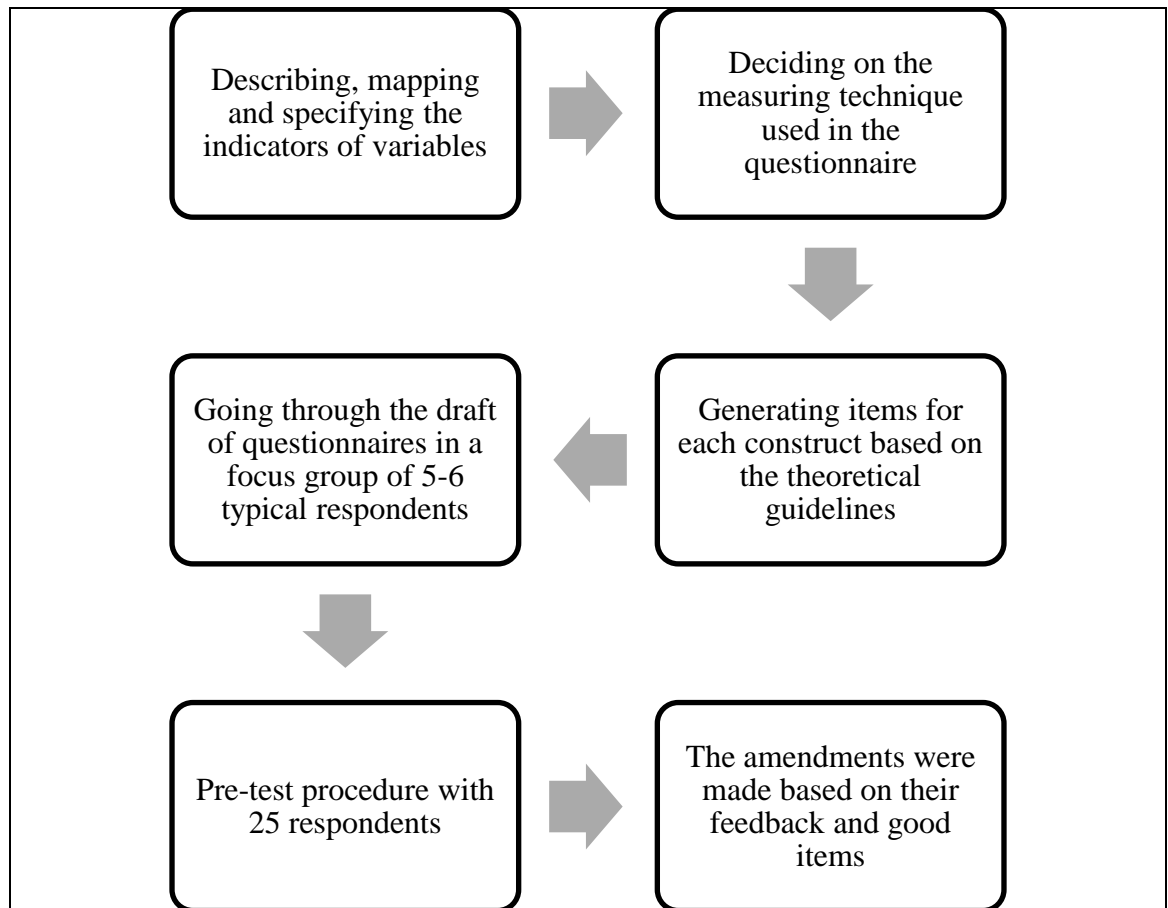 Describing, mapping
and specifying the
indicators of variables
Deciding on the
measuring technique
used in the
questionnaire
Generating items for
each construct based on
the theoretical
guidelines
Going through the draft
of questionnaires in a
focus group of 5-6
typical respondents
Pre-test procedure with
25 respondents
The amendments were
made based on their
feedback and good
items